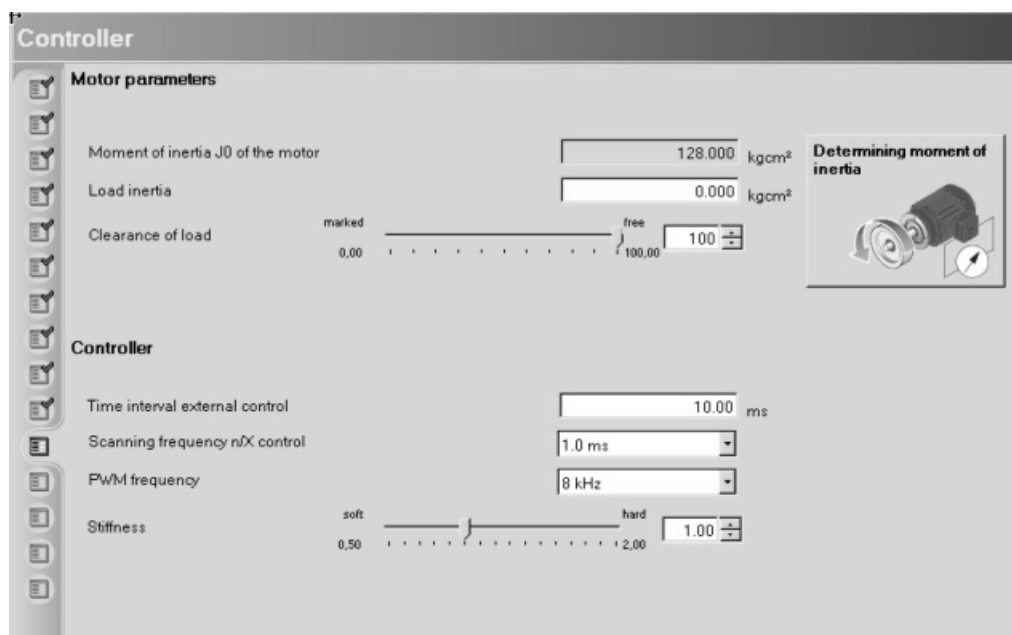 Controller
Motor parameters
Moment of inertia J0 of the motor 128.000 kgcm²
Determining moment of
inertia
Load inertia 0.000 kgcm²
Clearance of load marked free 100
0,00 100,00
Controller
Time interval external control 10.00 ms
Scanning frequency n/X control 1.0 ms
PWM frequency 8 kHz
Stiffness soft hard 1.00
0,50 2,00